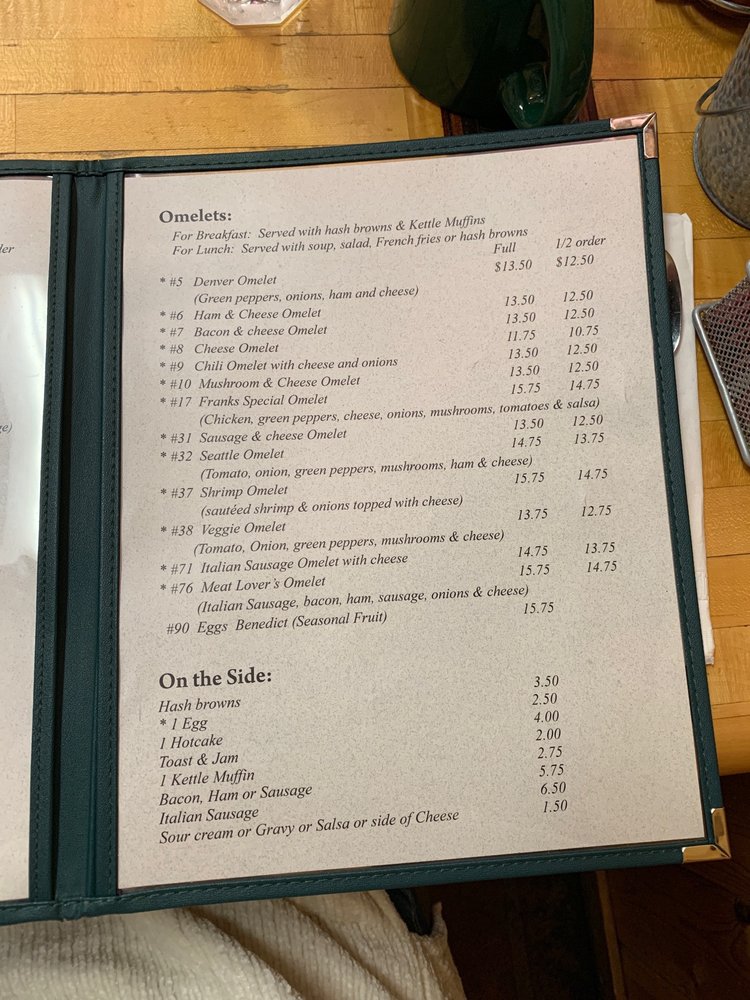 Omelets:
For Breakfast: Served with hash browns & Kettle Muffins
For Lunch: Served with soup, salad, French fries or hash browns
Full 1/2 order
* #5 Denver Omelet $13.50 $12.50
(Green peppers, onions, ham and cheese)
* #6 Ham & Cheese Omelet 13.50 12.50
* #7 Bacon & cheese Omelet 13.50 12.50
* #8 Cheese Omelet 11.75 10.75
* #9 Chili Omelet with cheese and onions 13.50 12.50
* #10 Mushroom & Cheese Omelet 13.50 12.50
* #17 Franks Special Omelet 15.75 14.75
(Chicken, green peppers, cheese, onions, mushrooms, tomatoes & salsa)
* #31 Sausage & cheese Omelet 13.50 12.50
* #32 Seattle Omelet 14.75 13.75
(Tomato, onion, green peppers, mushrooms, ham & cheese)
* #37 Shrimp Omelet 15.75 14.75
(sautéed shrimp & onions topped with cheese)
* #38 Veggie Omelet 13.75 12.75
(Tomato, Onion, green peppers, mushrooms & cheese)
* #71 Italian Sausage Omelet with cheese 14.75 13.75
* #76 Meat Lover's Omelet 15.75 14.75
(Italian Sausage, bacon, ham, sausage, onions & cheese)
#90 Eggs Benedict (Seasonal Fruit) 15.75
On the Side:
Hash browns 3.50
* 1 Egg 2.50
1 Hotcake 4.00
Toast & Jam 2.00
1 Kettle Muffin 2.75
Bacon, Ham or Sausage 5.75
Italian Sausage 6.50
Sour cream or Gravy or Salsa or side of Cheese 1.50